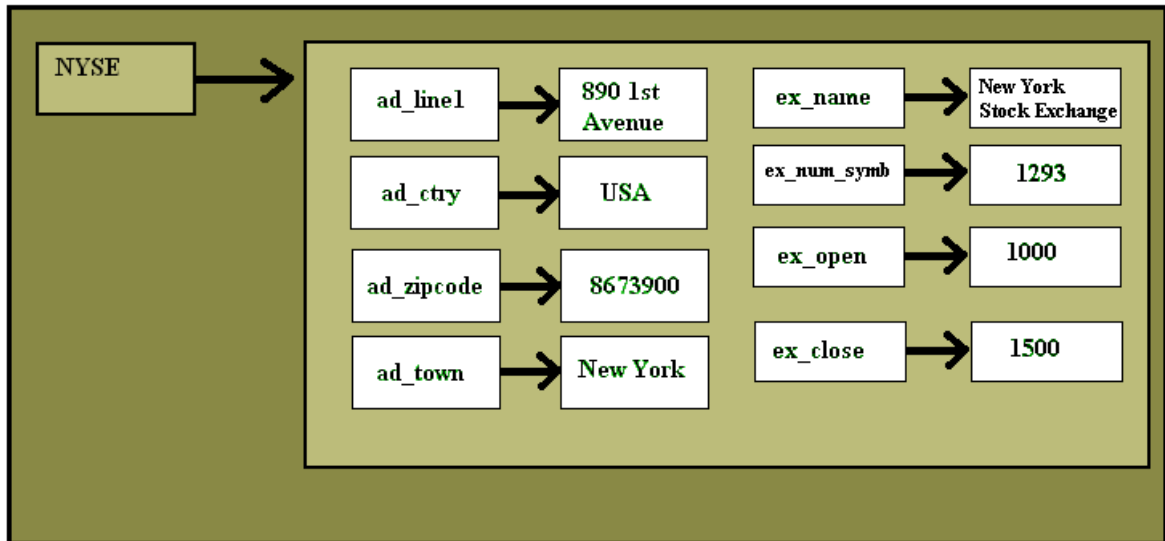 NYSE
ad_line1
890 1st
Avenue
ad_ctry
USA
ad_zipcode
8673900
ad_town
New York
ex_name
New York
Stock Exchange
ex_num_symb
1293
ex_open
1000
ex_close
1500